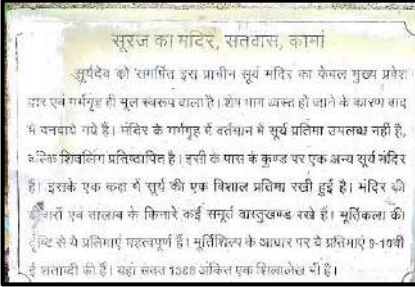 सूरज का मंदिर, सतवास, कामां
सूर्यदेव को समर्पित इस प्राचीन सूर्य मंदिर का केवल मुख्य प्रवेश
द्वार एवं गर्भगृह ही मूल स्वरूप वाला है। शेष भाग ध्वस्त हो जाने के कारण बाद
में बनवाये गये हैं। मंदिर के गर्भगृह में वर्तमान में सूर्य प्रतिमा उपलब्ध नहीं है,
बल्कि शिवलिंग प्रतिष्ठापित है। इसी के पास के कुण्ड पर एक अन्य सूर्य मंदिर
है। इसके एक कक्ष में सूर्य की एक विशाल प्रतिमा रखी हुई है। मंदिर की
दीवारों एवं तालाब के किनारे कई समूर्त वास्तुखण्ड रखे हैं। मूर्तिकला की
दृष्टि से ये प्रतिमाएं महत्वपूर्ण हैं। मूर्तिशिल्प के आधार पर ये प्रतिमाएं 9-10वीं
ई शताब्दी की हैं। यहां संवत 1388 अंकित एक शिलालेख भी है।